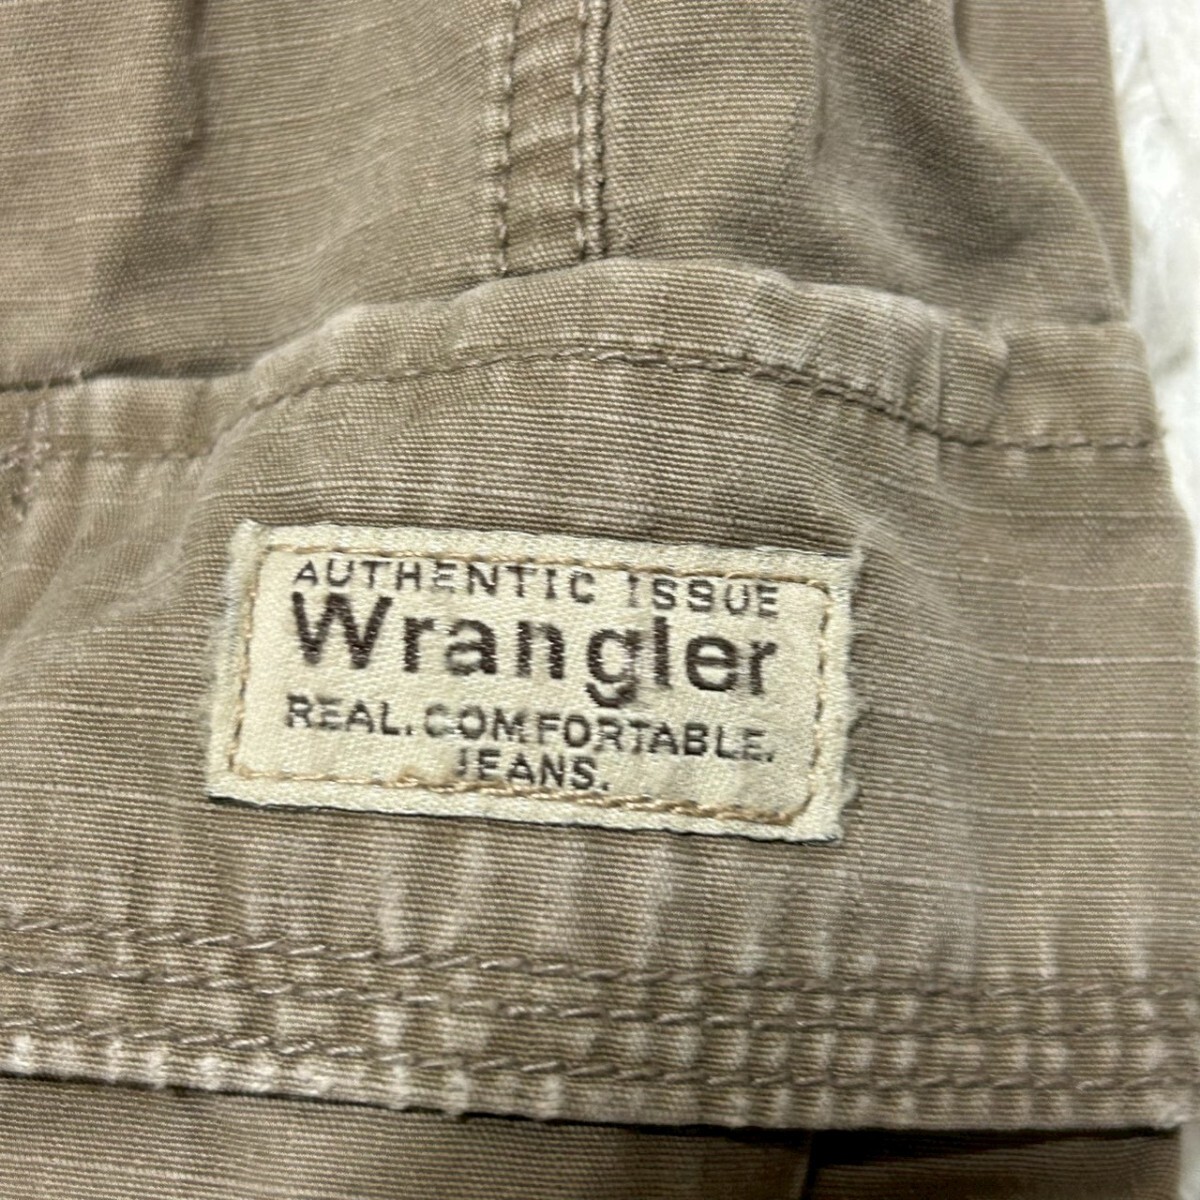 AUTHENTIC ISSUE
Wrangler
REAL. COMFORTABLE.
JEANS.